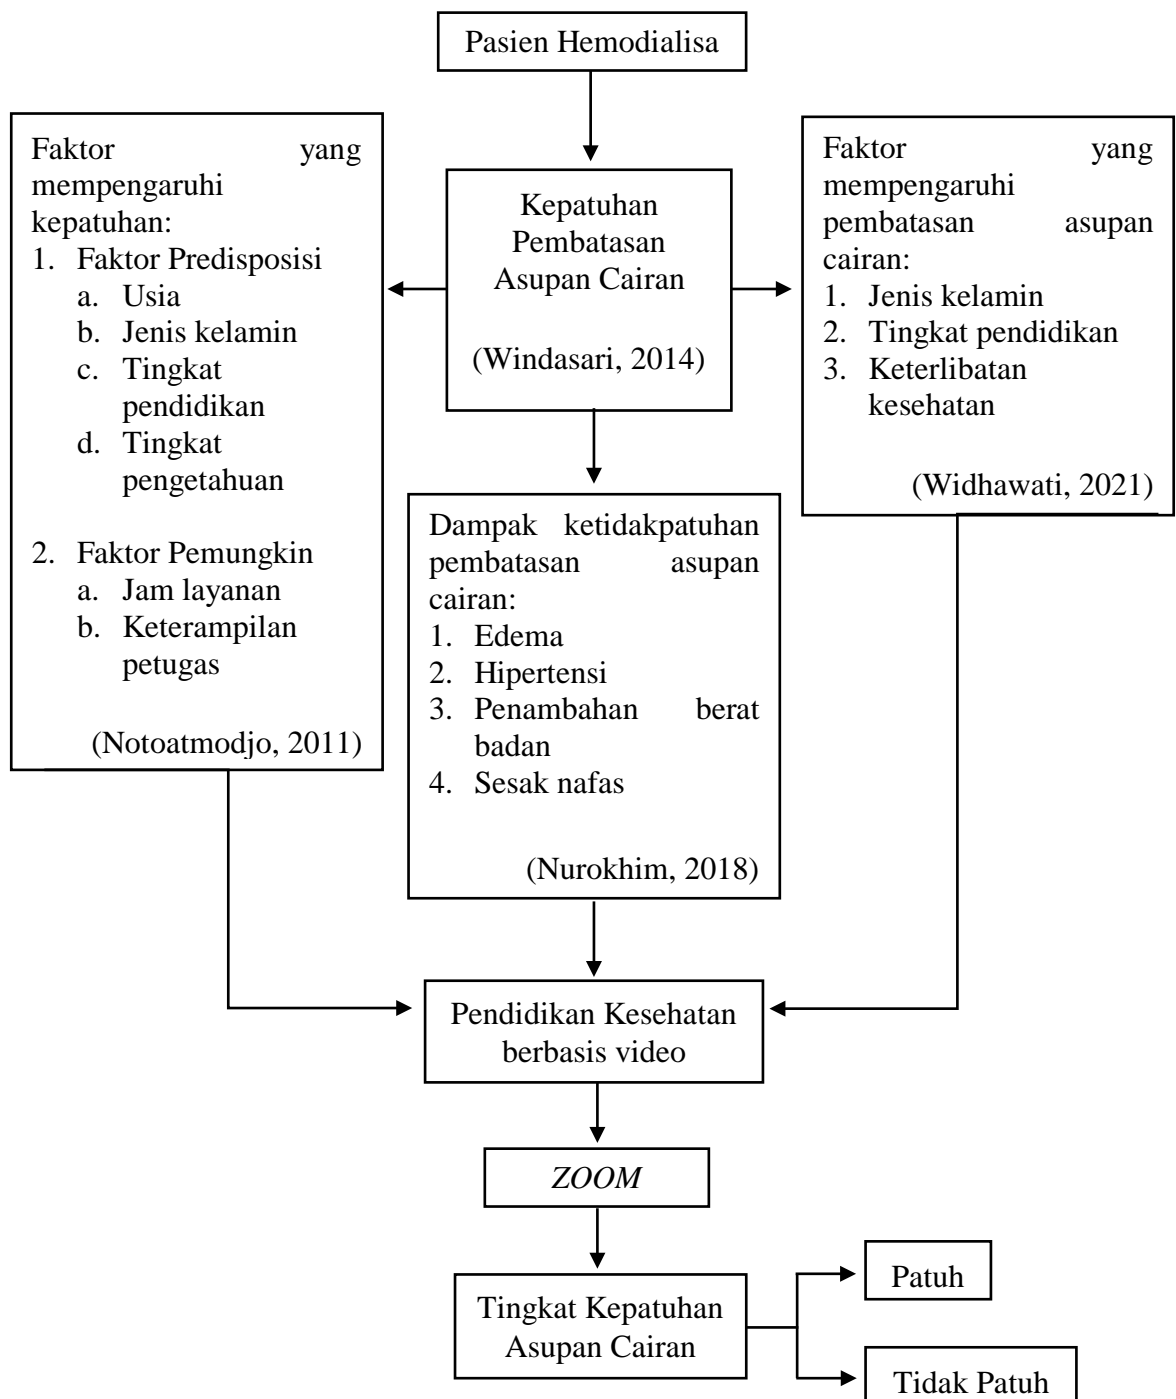 Pasien Hemodialisa
Faktor yang
mempengaruhi
kepatuhan:
1. Faktor Predisposisi
a. Usia
b. Jenis kelamin
c. Tingkat
pendidikan
d. Tingkat
pengetahuan
2. Faktor Pemungkin
a. Jam layanan
b. Keterampilan
petugas
(Notoatmodjo, 2011)
Kepatuhan
Pembatasan
Asupan Cairan
(Windasari, 2014)
Faktor yang
mempengaruhi
pembatasan asupan
cairan:
1. Jenis kelamin
2. Tingkat pendidikan
3. Keterlibatan
kesehatan
(Widhawati, 2021)
Dampak ketidakpatuhan
pembatasan asupan
cairan:
1. Edema
2. Hipertensi
3. Penambahan berat
badan
4. Sesak nafas
(Nurokhim, 2018)
Pendidikan Kesehatan
berbasis video
ZOOM
Tingkat Kepatuhan
Asupan Cairan
Patuh
Tidak Patuh